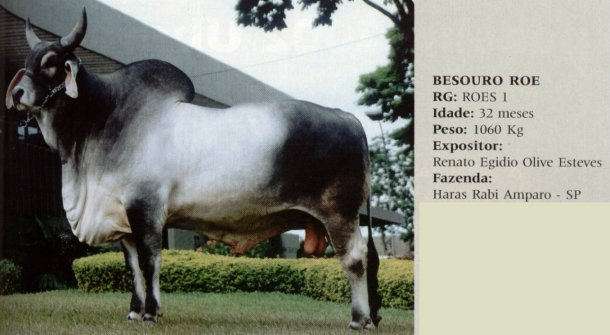 BESOURO ROE
RG: ROES 1
Idade: 32 meses
Peso: 1060 Kg
Expositor:
Renato Egidio Olive Esteves
Fazenda:
Haras Rabi Amparo - SP